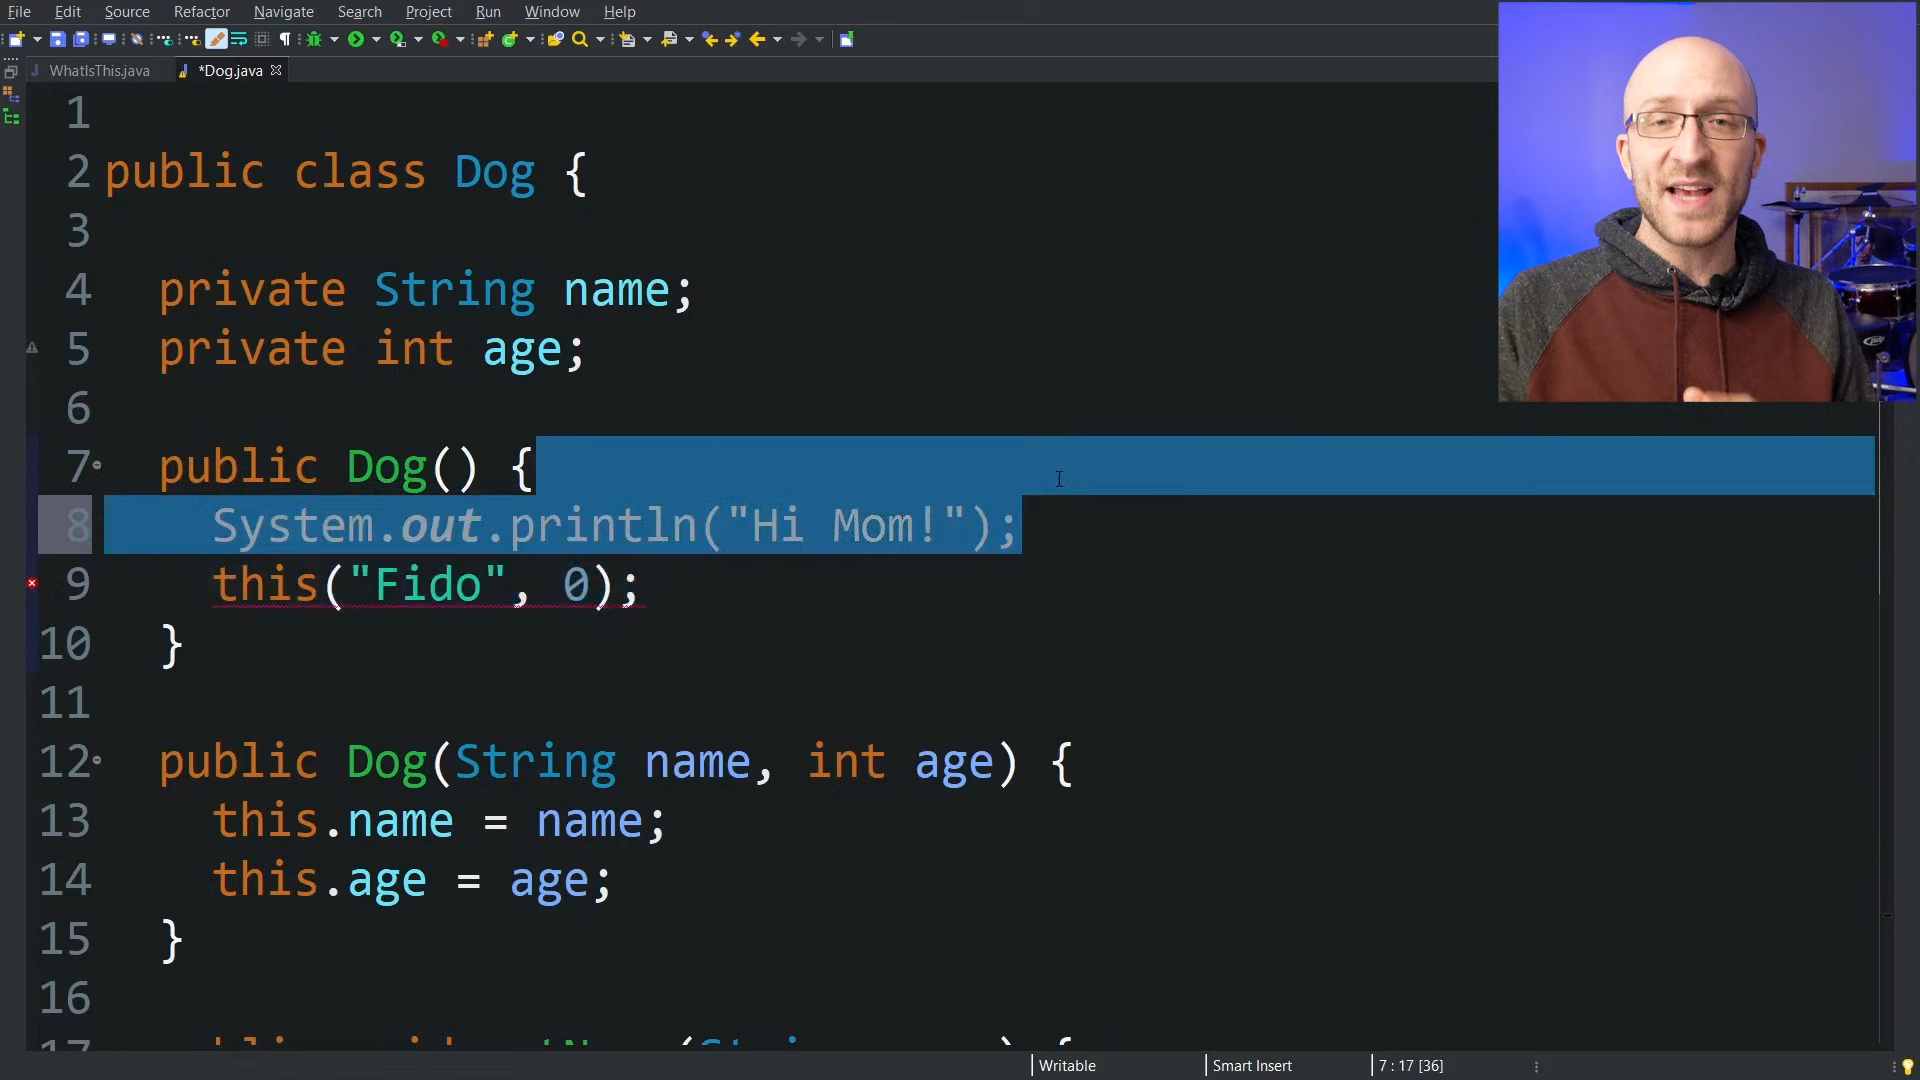 File Edit Source Refactor Navigate Search Project Run Window Help
WhatIsThis.java *Dog.java
1
2 public class Dog {
3
4 private String name;
5 private int age;
6
7 public Dog() {
8 System.out.println("Hi Mom!");
9 this("Fido", 0);
10 }
11
12 public Dog(String name, int age) {
13 this.name = name;
14 this.age = age;
15 }
16
17
Writable Smart Insert 7 : 17 [36]